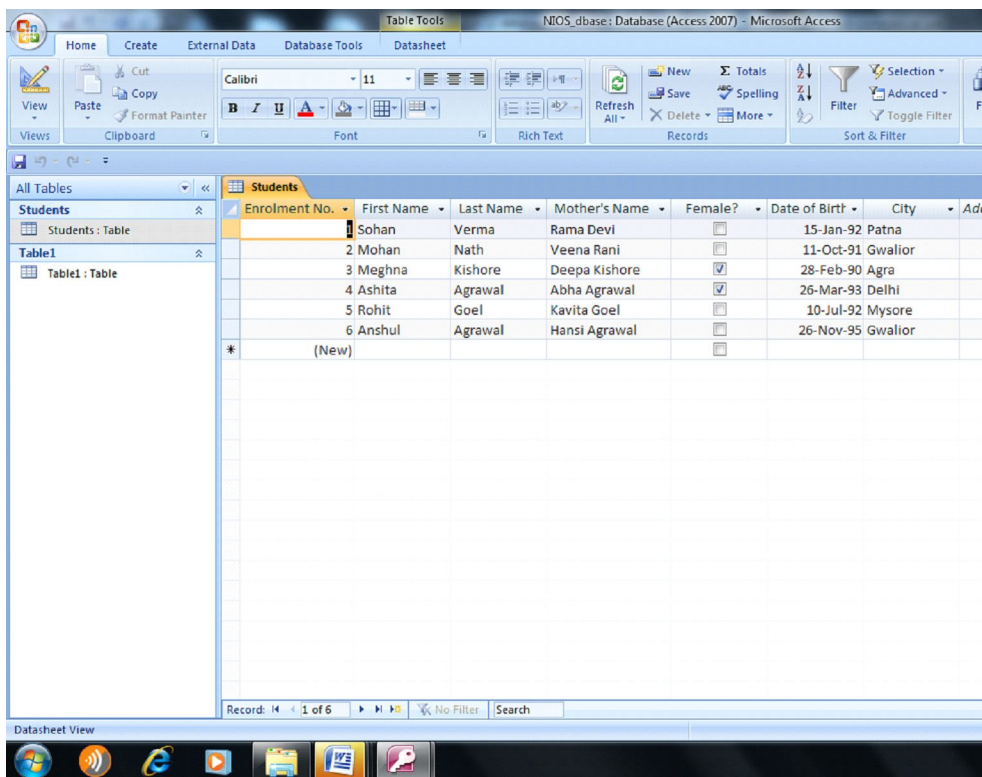 Table Tools NIOS_dbase : Database (Access 2007) - Microsoft Access
Home Create External Data Database Tools Datasheet
View
Views
Paste
Cut
Copy
Format Painter
Clipboard
Calibri 11
B I U A
Font
Rich Text
Refresh All
New
Save
Delete
Σ Totals
Spelling
More
Records
Filter
Selection
Advanced
Toggle Filter
Sort & Filter
All Tables
Students
Students : Table
Table1
Table1 : Table
Students
Enrolment No. First Name Last Name Mother's Name Female? Date of Birth City
1 Sohan Verma Rama Devi 15-Jan-92 Patna
2 Mohan Nath Veena Rani 11-Oct-91 Gwalior
3 Meghna Kishore Deepa Kishore 28-Feb-90 Agra
4 Ashita Agrawal Abha Agrawal 26-Mar-93 Delhi
5 Rohit Goel Kavita Goel 10-Jul-92 Mysore
6 Anshul Agrawal Hansi Agrawal 26-Nov-95 Gwalior
(New)
Record: 1 of 6 No Filter Search
Datasheet View